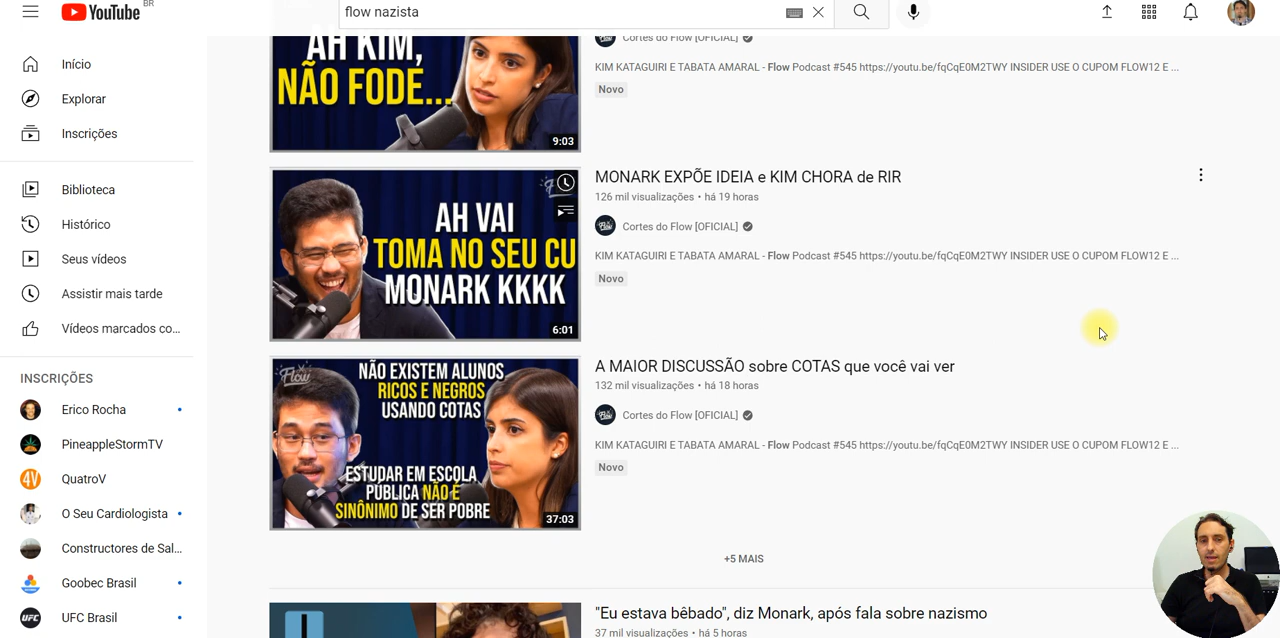 YouTube BR
flow nazista
Início
Explorar
Inscrições
Biblioteca
Histórico
Seus vídeos
Assistir mais tarde
Vídeos marcados co...
INSCRIÇÕES
Erico Rocha
PineappleStormTV
4V
QuatroV
O Seu Cardiologista
Constructores de Sal...
Goobec Brasil
UFC
UFC Brasil
AH KIM,
NÃO FODE...
9:03
Cortes do Flow [OFICIAL]
KIM KATAGUIRI E TABATA AMARAL - Flow Podcast #545 https://youtu.be/fqCqE0M2TWY INSIDER USE O CUPOM FLOW12 E ...
Novo
AH VAI
TOMA NO SEU CU
MONARK KKKK
6:01
MONARK EXPÕE IDEIA e KIM CHORA de RIR
126 mil visualizações • há 19 horas
Cortes do Flow [OFICIAL]
KIM KATAGUIRI E TABATA AMARAL - Flow Podcast #545 https://youtu.be/fqCqE0M2TWY INSIDER USE O CUPOM FLOW12 E ...
Novo
Flow
NÃO EXISTEM ALUNOS
RICOS E NEGROS
USANDO COTAS
ESTUDAR EM ESCOLA
PÚBLICA NÃO É
SINÔNIMO DE SER POBRE
37:03
A MAIOR DISCUSSÃO sobre COTAS que você vai ver
132 mil visualizações • há 18 horas
Cortes do Flow [OFICIAL]
KIM KATAGUIRI E TABATA AMARAL - Flow Podcast #545 https://youtu.be/fqCqE0M2TWY INSIDER USE O CUPOM FLOW12 E ...
Novo
+5 MAIS
"Eu estava bêbado", diz Monark, após fala sobre nazismo
37 mil visualizações • há 5 horas